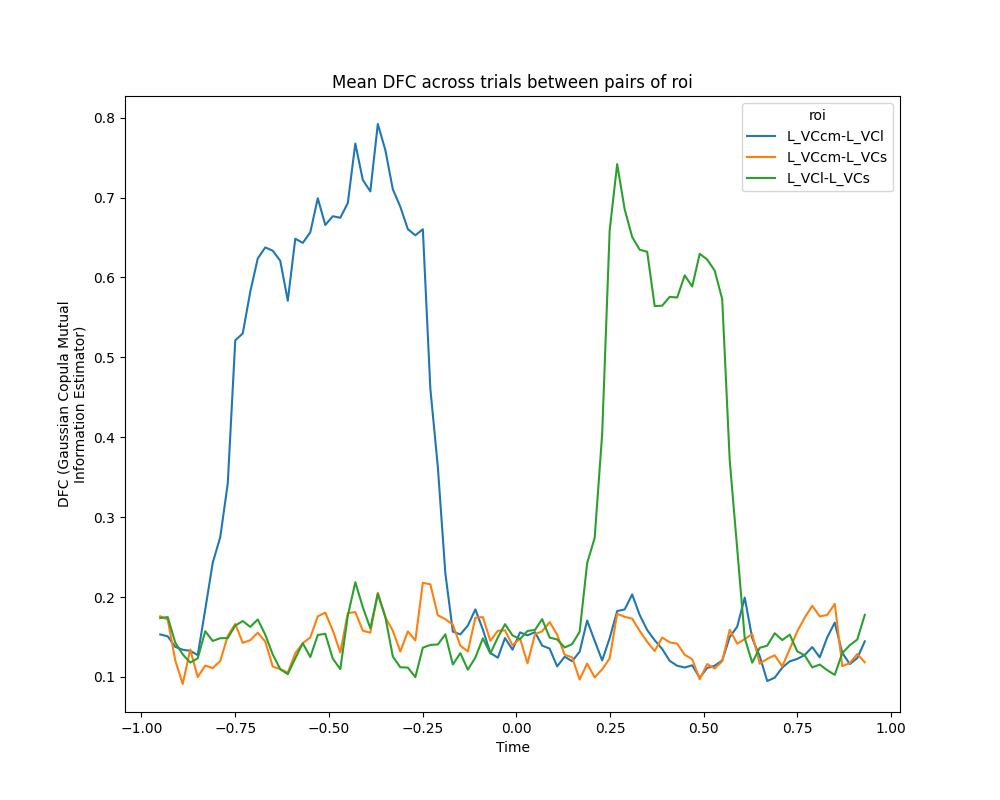 Mean DFC across trials between pairs of roi
roi
L_VCcm-L_VCl
L_VCcm-L_VCs
L_VCl-L_VCs
DFC (Gaussian Copula Mutual
Information Estimator)
0.8
0.7
0.6
0.5
0.4
0.3
0.2
0.1
−1.00
−0.75
−0.50
−0.25
0.00
0.25
0.50
0.75
1.00
Time